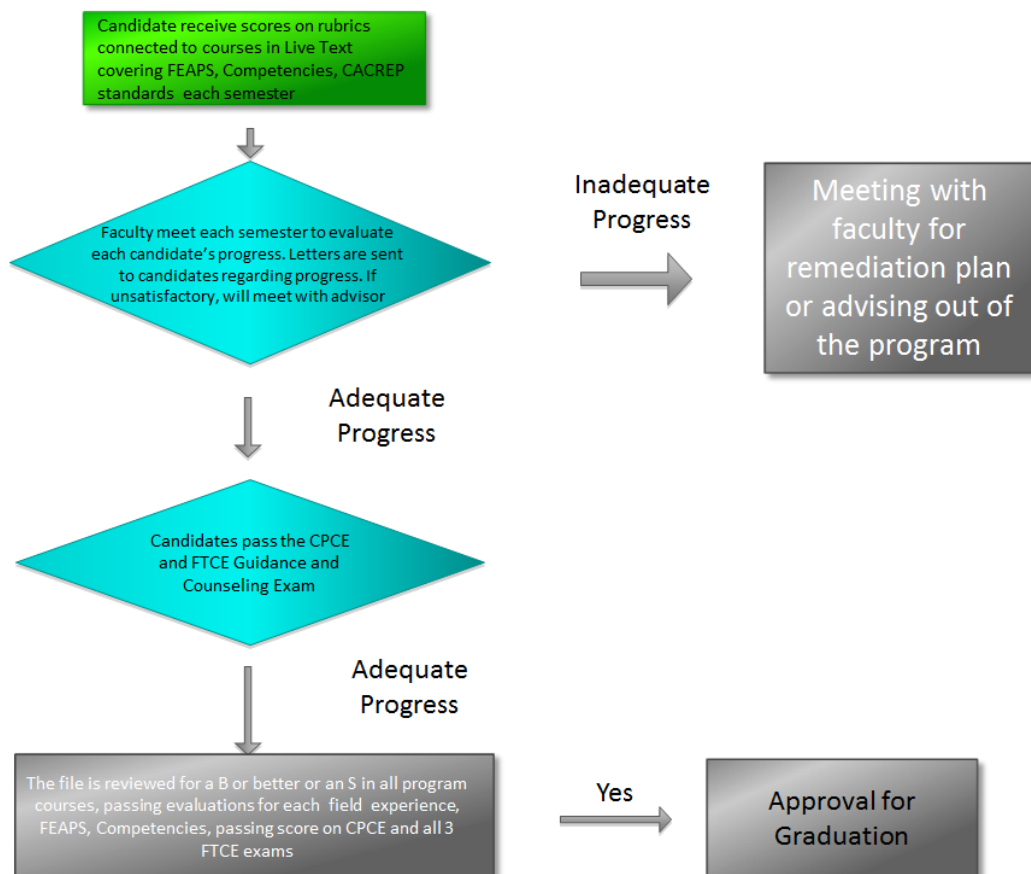 Candidate receive scores on rubrics
connected to courses in Live Text
covering FEAPS, Competencies, CACREP
standards each semester
Faculty meet each semester to evaluate
each candidate's progress. Letters are sent
to candidates regarding progress. If
unsatisfactory, will meet with advisor
Inadequate
Progress
Meeting with
faculty for
remediation plan
or advising out of
the program
Adequate
Progress
Candidates pass the CPCE
and FTCE Guidance and
Counseling Exam
Adequate
Progress
The file is reviewed for a B or better or an S in all program
courses, passing evaluations for each field experience,
FEAPS, Competencies, passing score on CPCE and all 3
FTCE exams
Yes
Approval for
Graduation